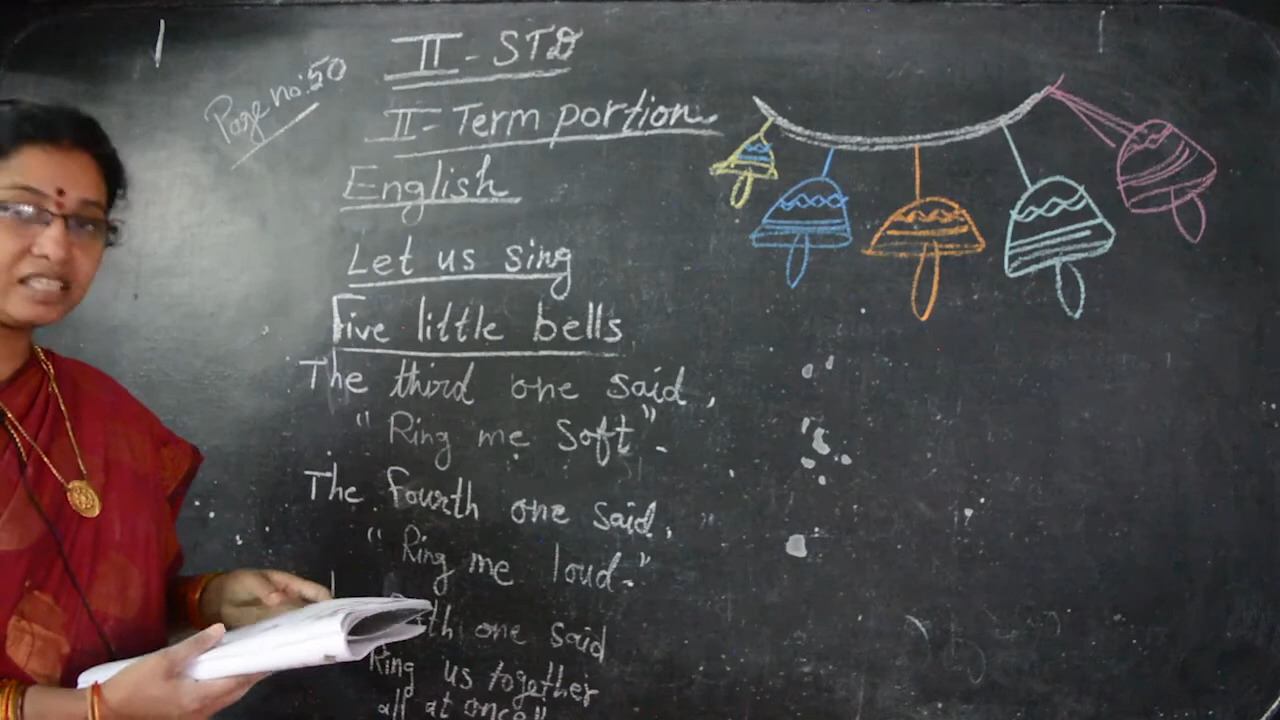 Page no:50
II - STD
II - Term portion
English
Let us sing
Five little bells
The third one said,
"Ring me soft".
The fourth one said,
"Ring me loud."
one said
Ring us together
all at once"